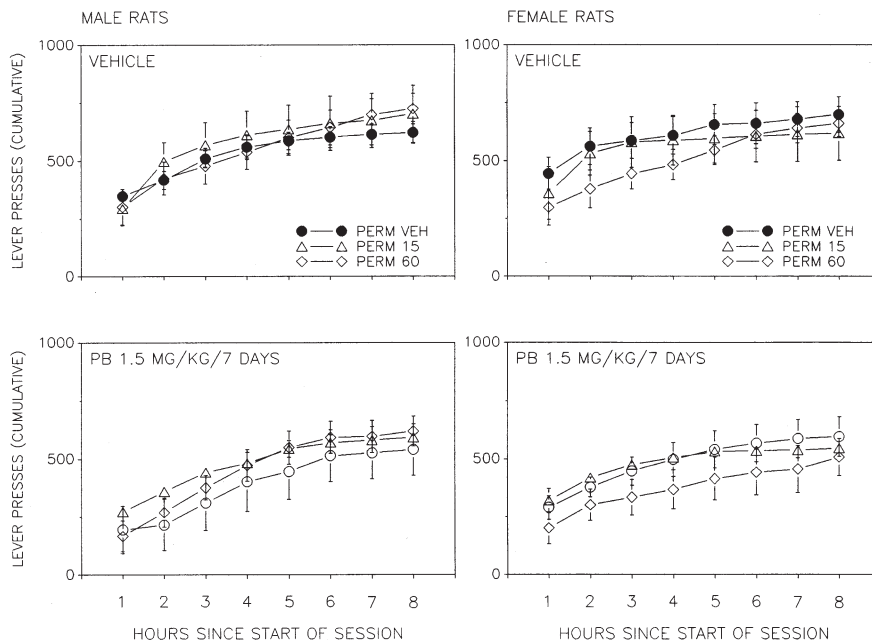 MALE RATS
FEMALE RATS
LEVER PRESSES (CUMULATIVE)
1000
500
0
VEHICLE
PERM VEH
PERM 15
PERM 60
1000
500
0
VEHICLE
PERM VEH
PERM 15
PERM 60
LEVER PRESSES (CUMULATIVE)
1000
500
0
PB 1.5 MG/KG/7 DAYS
1 2 3 4 5 6 7 8
HOURS SINCE START OF SESSION
1000
500
0
PB 1.5 MG/KG/7 DAYS
1 2 3 4 5 6 7 8
HOURS SINCE START OF SESSION